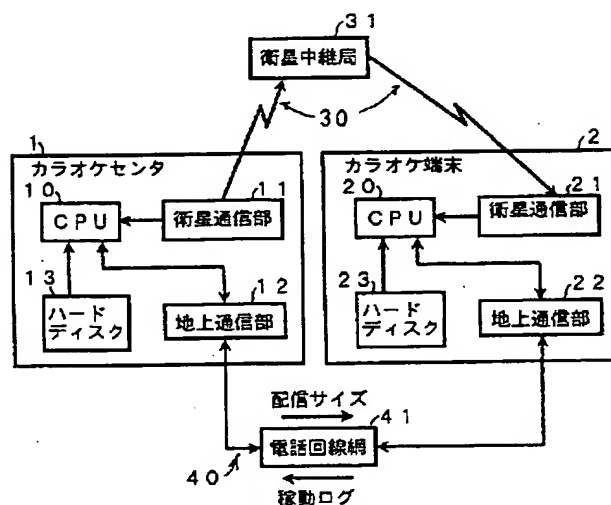 31
衛星中継局
30
1
カラオケセンタ
10
CPU
11
衛星通信部
13
ハード
ディスク
12
地上通信部
2
カラオケ端末
20
CPU
21
衛星通信部
23
ハード
ディスク
22
地上通信部
配信サイズ
41
電話回線網
40
稼動ログ